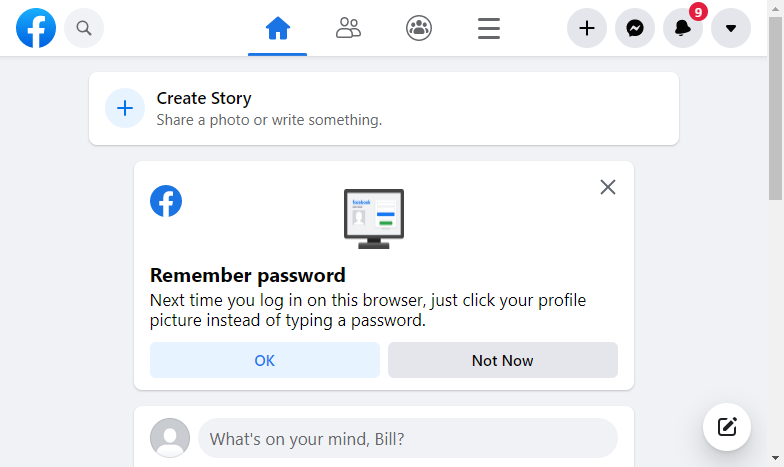 9
Create Story
Share a photo or write something.
facebook
Remember password
Next time you log in on this browser, just click your profile
picture instead of typing a password.
OK
Not Now
What's on your mind, Bill?